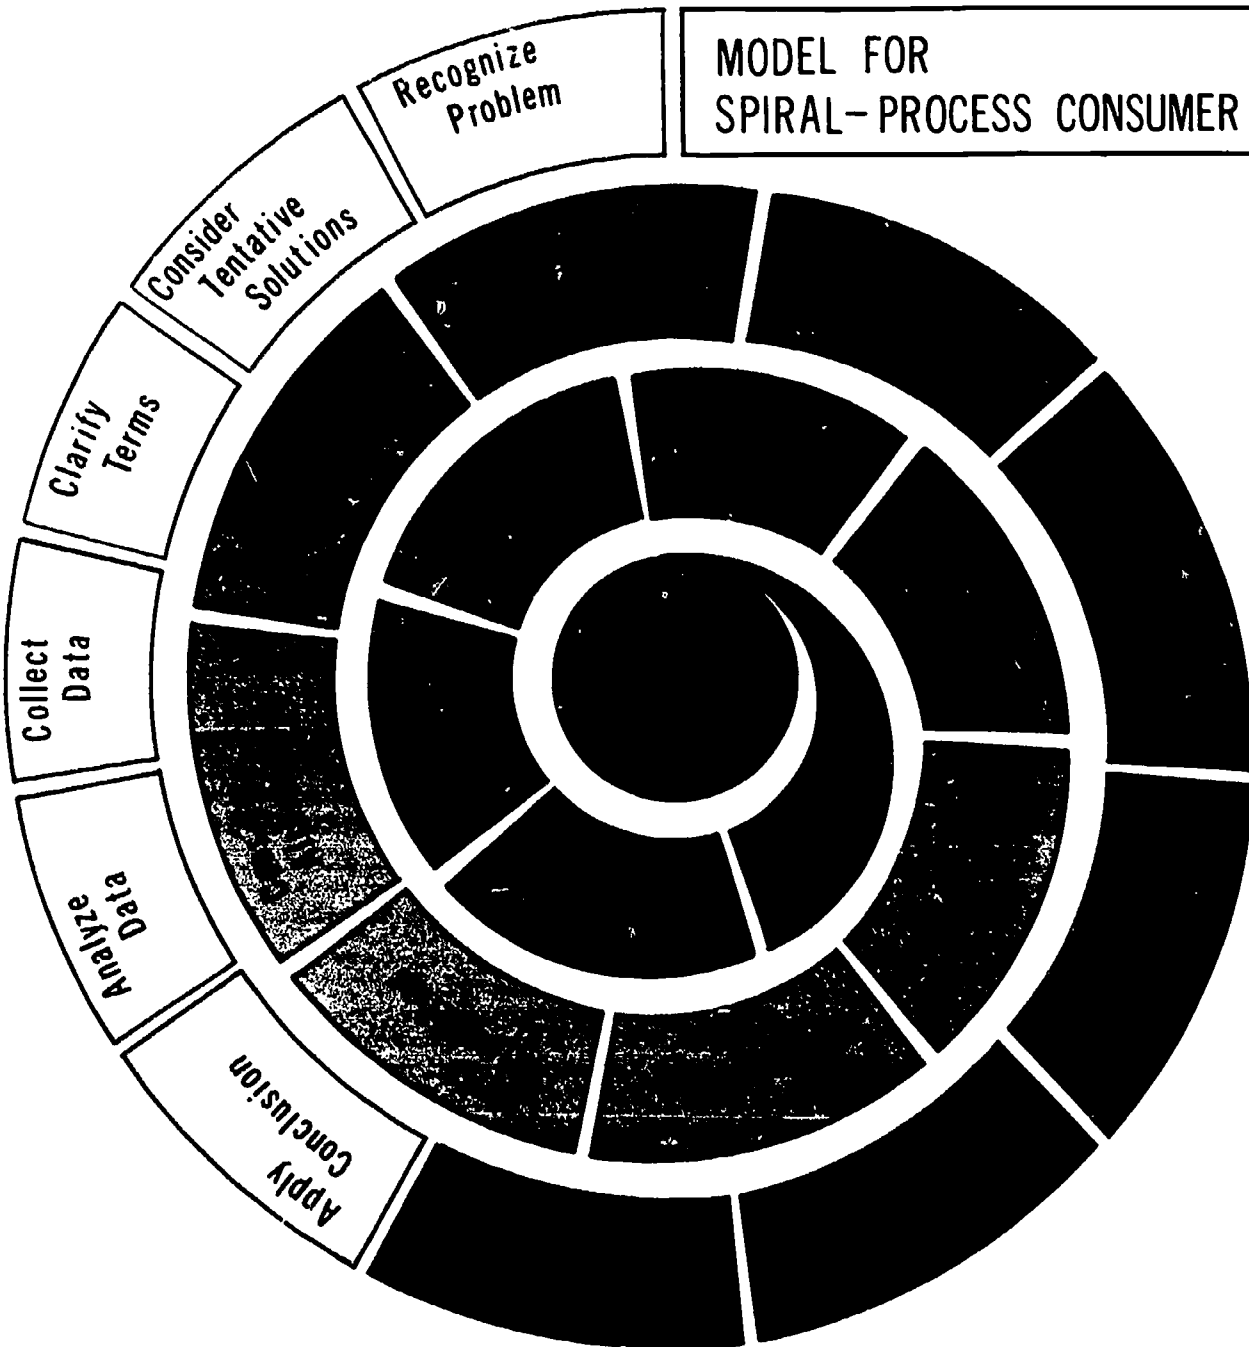 MODEL FOR
SPIRAL-PROCESS CONSUMER
Recognize
Problem
Consider
Tentative
Solutions
Clarify
Terms
Collect
Data
Analyze
Data
Apply
Conclusion